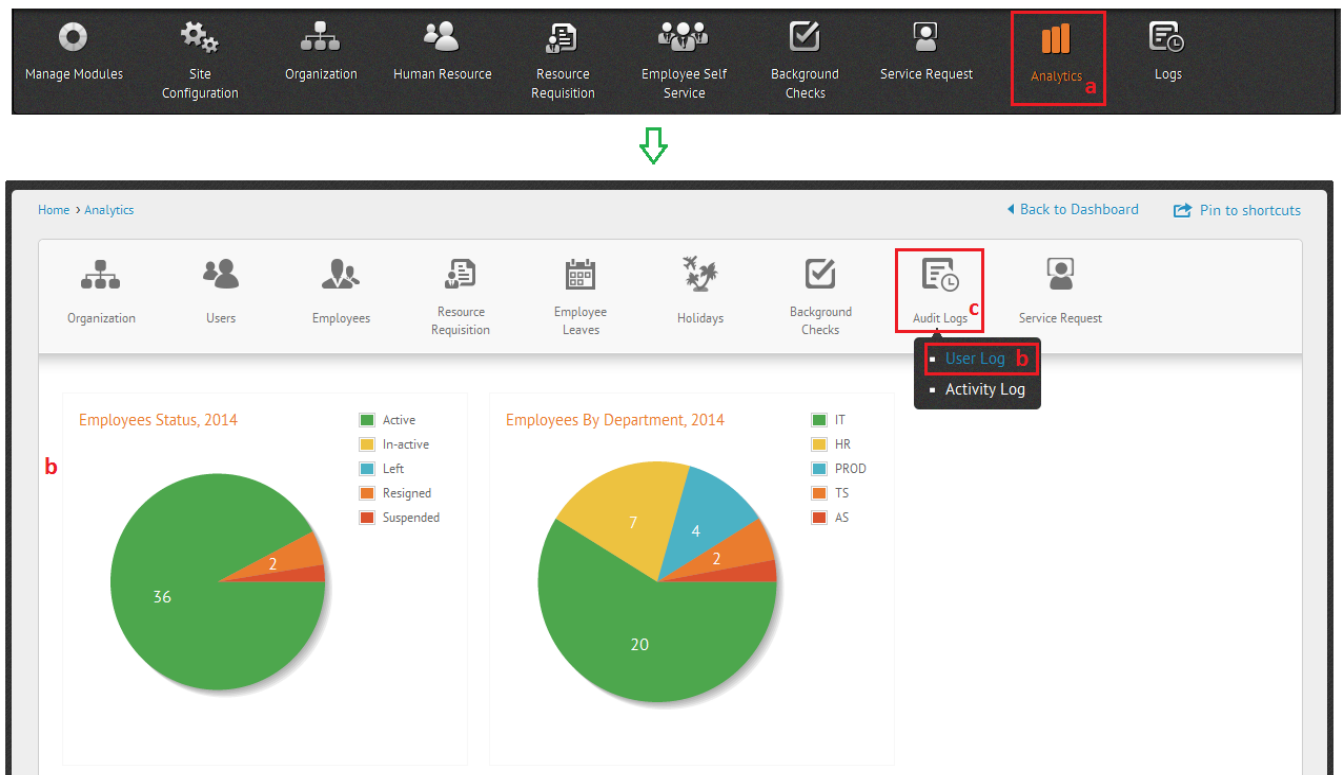 Manage Modules
Site
Configuration
Organization
Human Resource
Resource
Requisition
Employee Self
Service
Background
Checks
Service Request
Analytics
a
Logs
Home › Analytics
Back to Dashboard
Pin to shortcuts
Organization
Users
Employees
Resource
Requisition
Employee
Leaves
Holidays
Background
Checks
Audit Logs
c
Service Request
User Log
b
Activity Log
b
Employees Status, 2014
Active
In-active
Left
Resigned
Suspended
2
36
Employees By Department, 2014
IT
HR
PROD
TS
AS
7
4
2
20